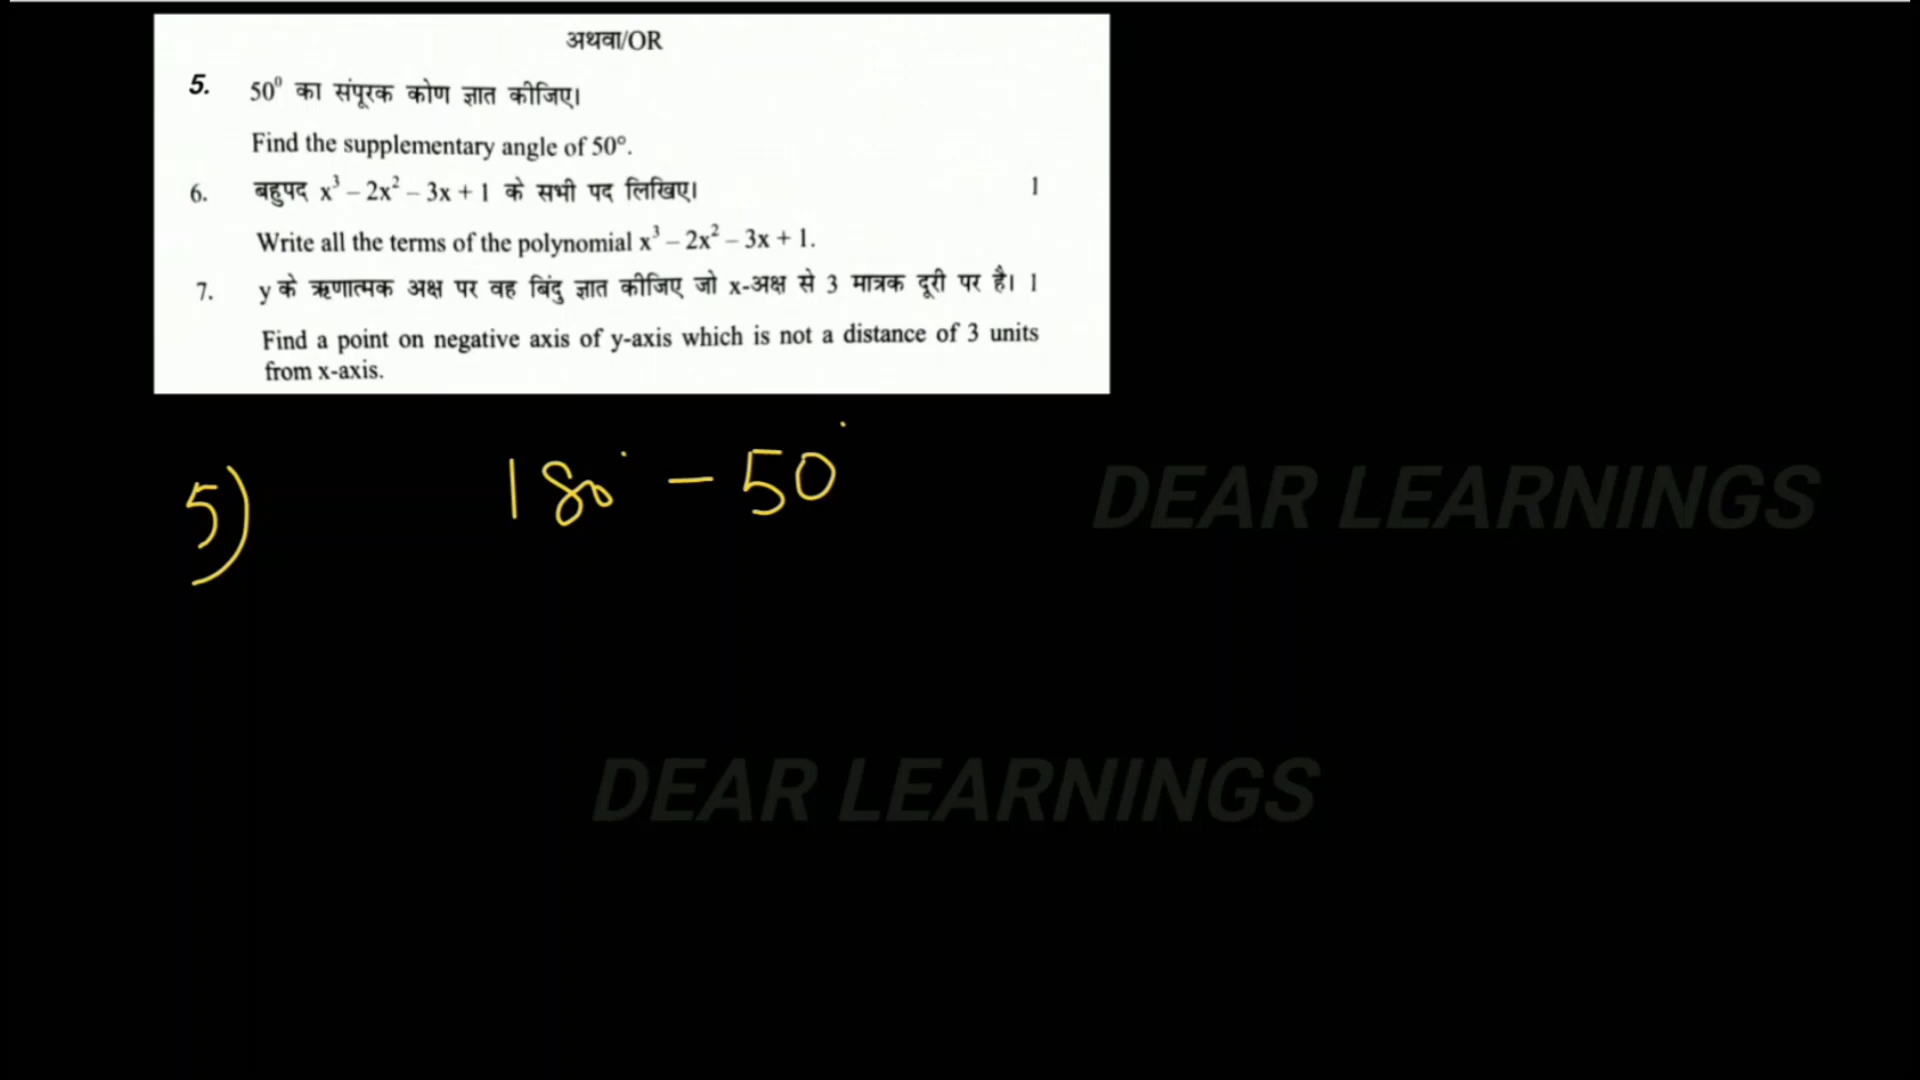 अथवा/OR
5. 50⁰ का संपूरक कोण ज्ञात कीजिए।
Find the supplementary angle of 50°.
6. बहुपद x³ – 2x² – 3x + 1 के सभी पद लिखिए। 1
Write all the terms of the polynomial x³ – 2x² – 3x + 1.
7. y के ऋणात्मक अक्ष पर वह बिंदु ज्ञात कीजिए जो x-अक्ष से 3 मात्रक दूरी पर है। 1
Find a point on negative axis of y-axis which is not a distance of 3 units
from x-axis.
5) 180° – 50°
DEAR LEARNINGS
DEAR LEARNINGS